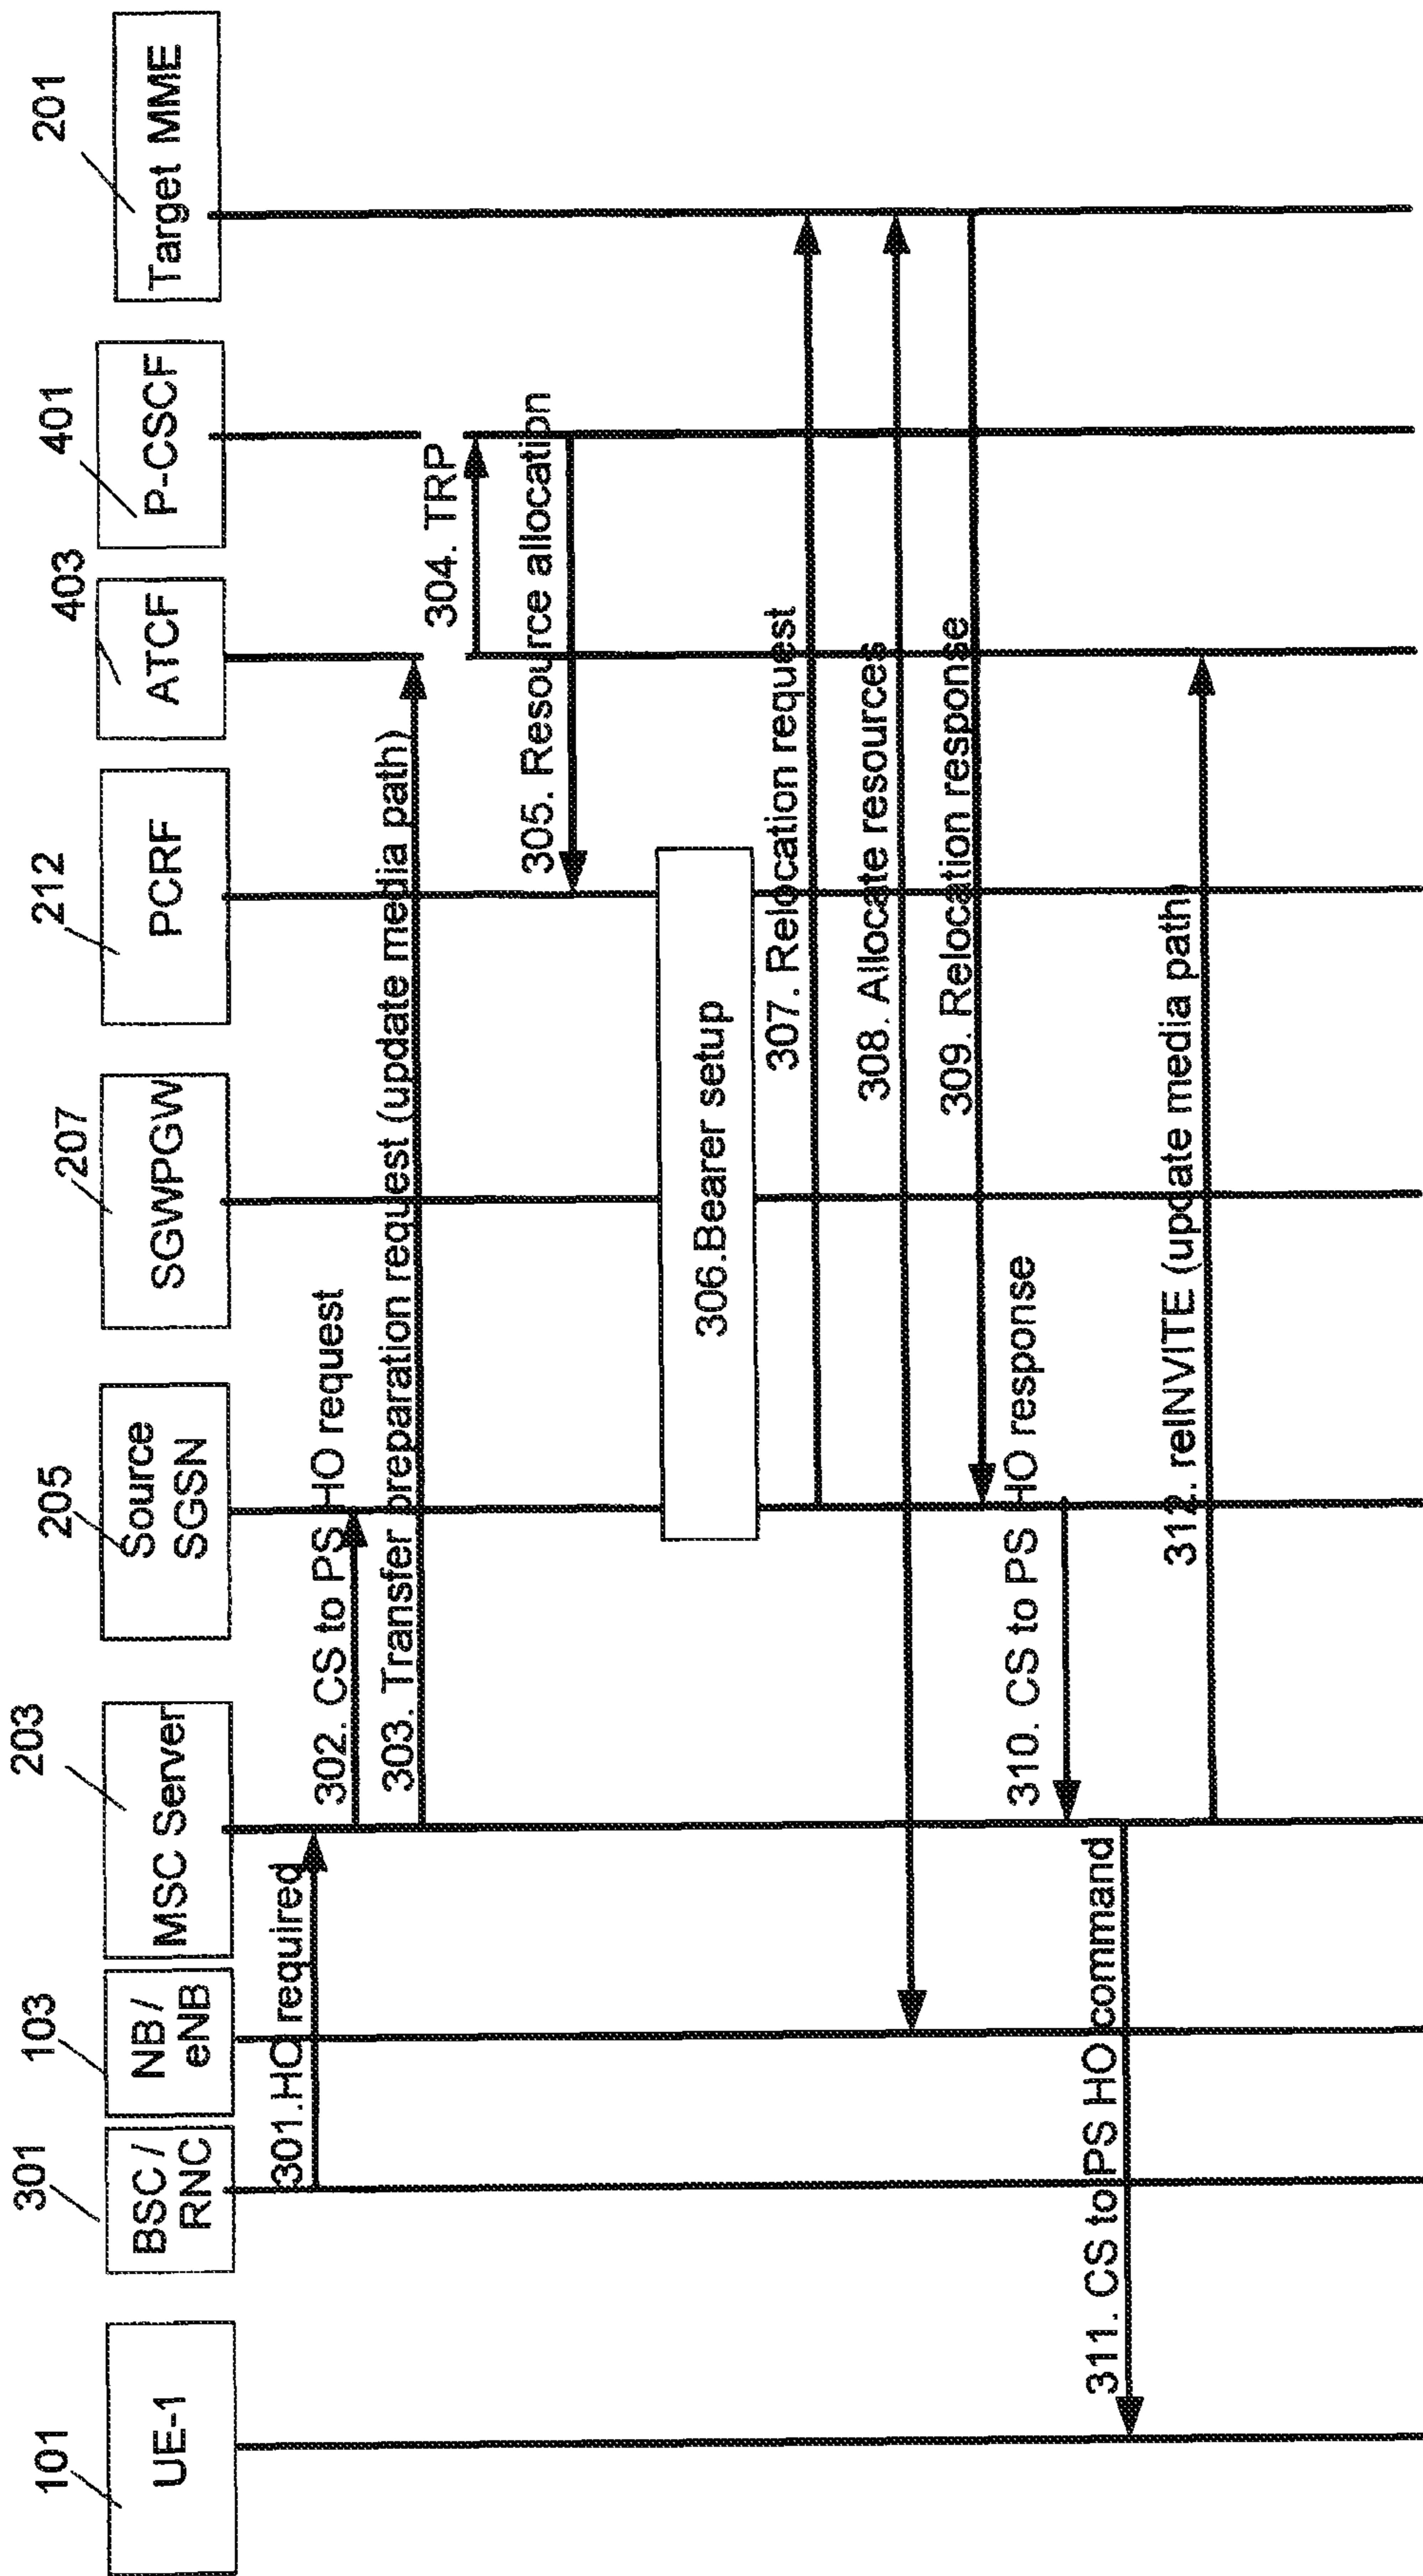 101
301
103
203
205
207
212
403
401
201
UE-1
BSC /
RNC
NB /
eNB
MSC Server
Source
SGSN
SGWPGW
PCRF
ATCF
P-CSCF
Target MME
301.HO required
302. CS to PS HO request
303. Transfer preparation request (update media path)
304. TRP
305. Resource allocation
306.Bearer setup
307. Relocation request
308. Allocate resources
309. Relocation response
310. CS to PS HO response
311. CS to PS HO command
312. reINVITE (update media path)